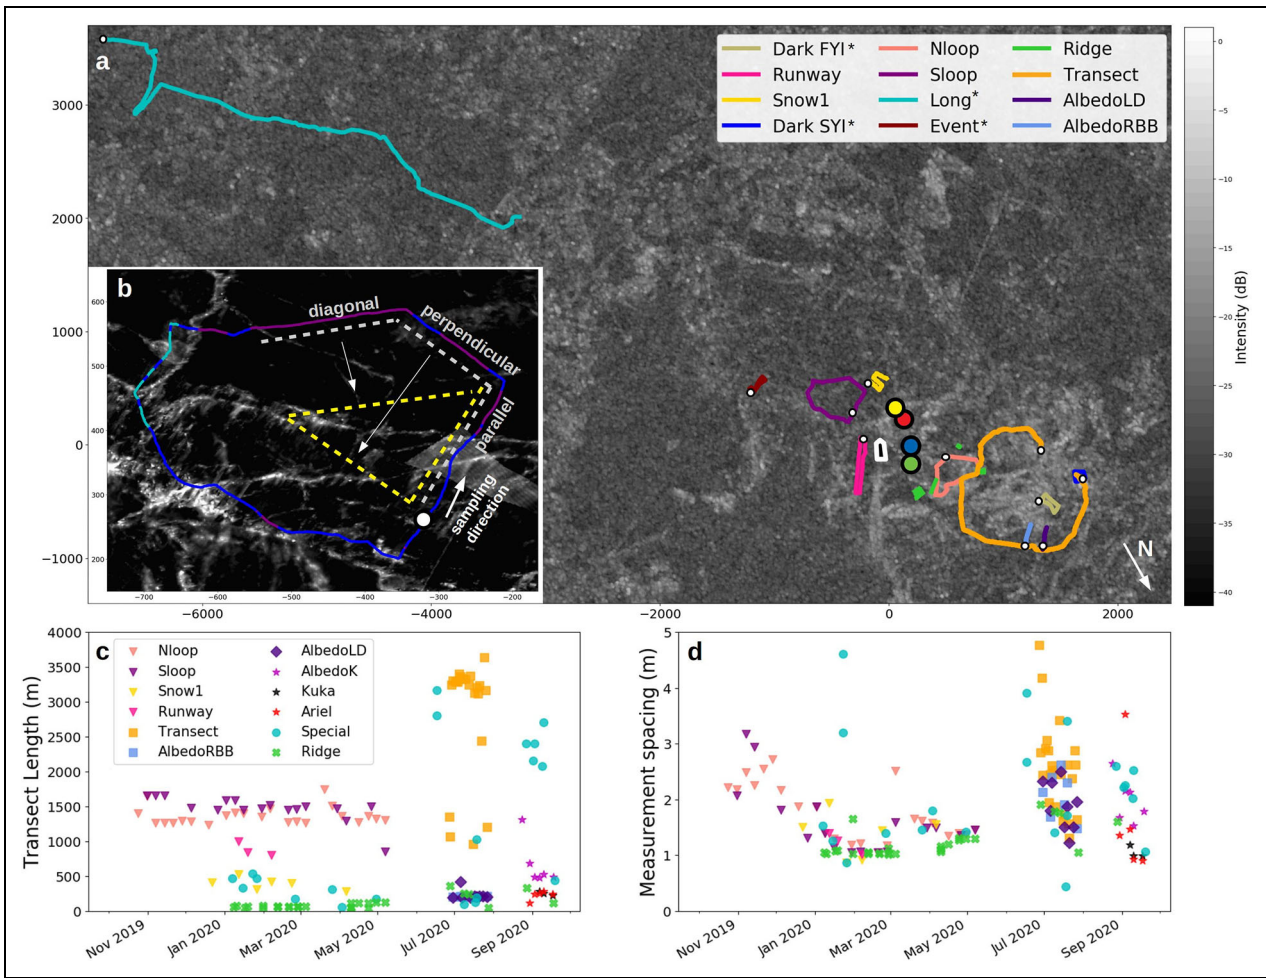 a
Dark FYI*
Runway
Snow1
Dark SYI*
Nloop
Sloop
Long*
Event*
Ridge
Transect
AlbedoLD
AlbedoRBB
3000
2000
1000
0
−1000
−6000
−4000
−2000
0
2000
N
0
−5
−10
−15
−20
−25
−30
−35
−40
Intensity (dB)
b
diagonal
perpendicular
parallel
sampling
direction
600
500
400
300
200
−700
−600
−500
−400
−300
−200
c
Transect Length (m)
4000
3500
3000
2500
2000
1500
1000
500
0
Nloop
Sloop
Snow1
Runway
Transect
AlbedoRBB
AlbedoLD
AlbedoK
Kuka
Ariel
Special
Ridge
Nov 2019
Jan 2020
Mar 2020
May 2020
Jul 2020
Sep 2020
d
Measurement spacing (m)
5
4
3
2
1
0
Nov 2019
Jan 2020
Mar 2020
May 2020
Jul 2020
Sep 2020